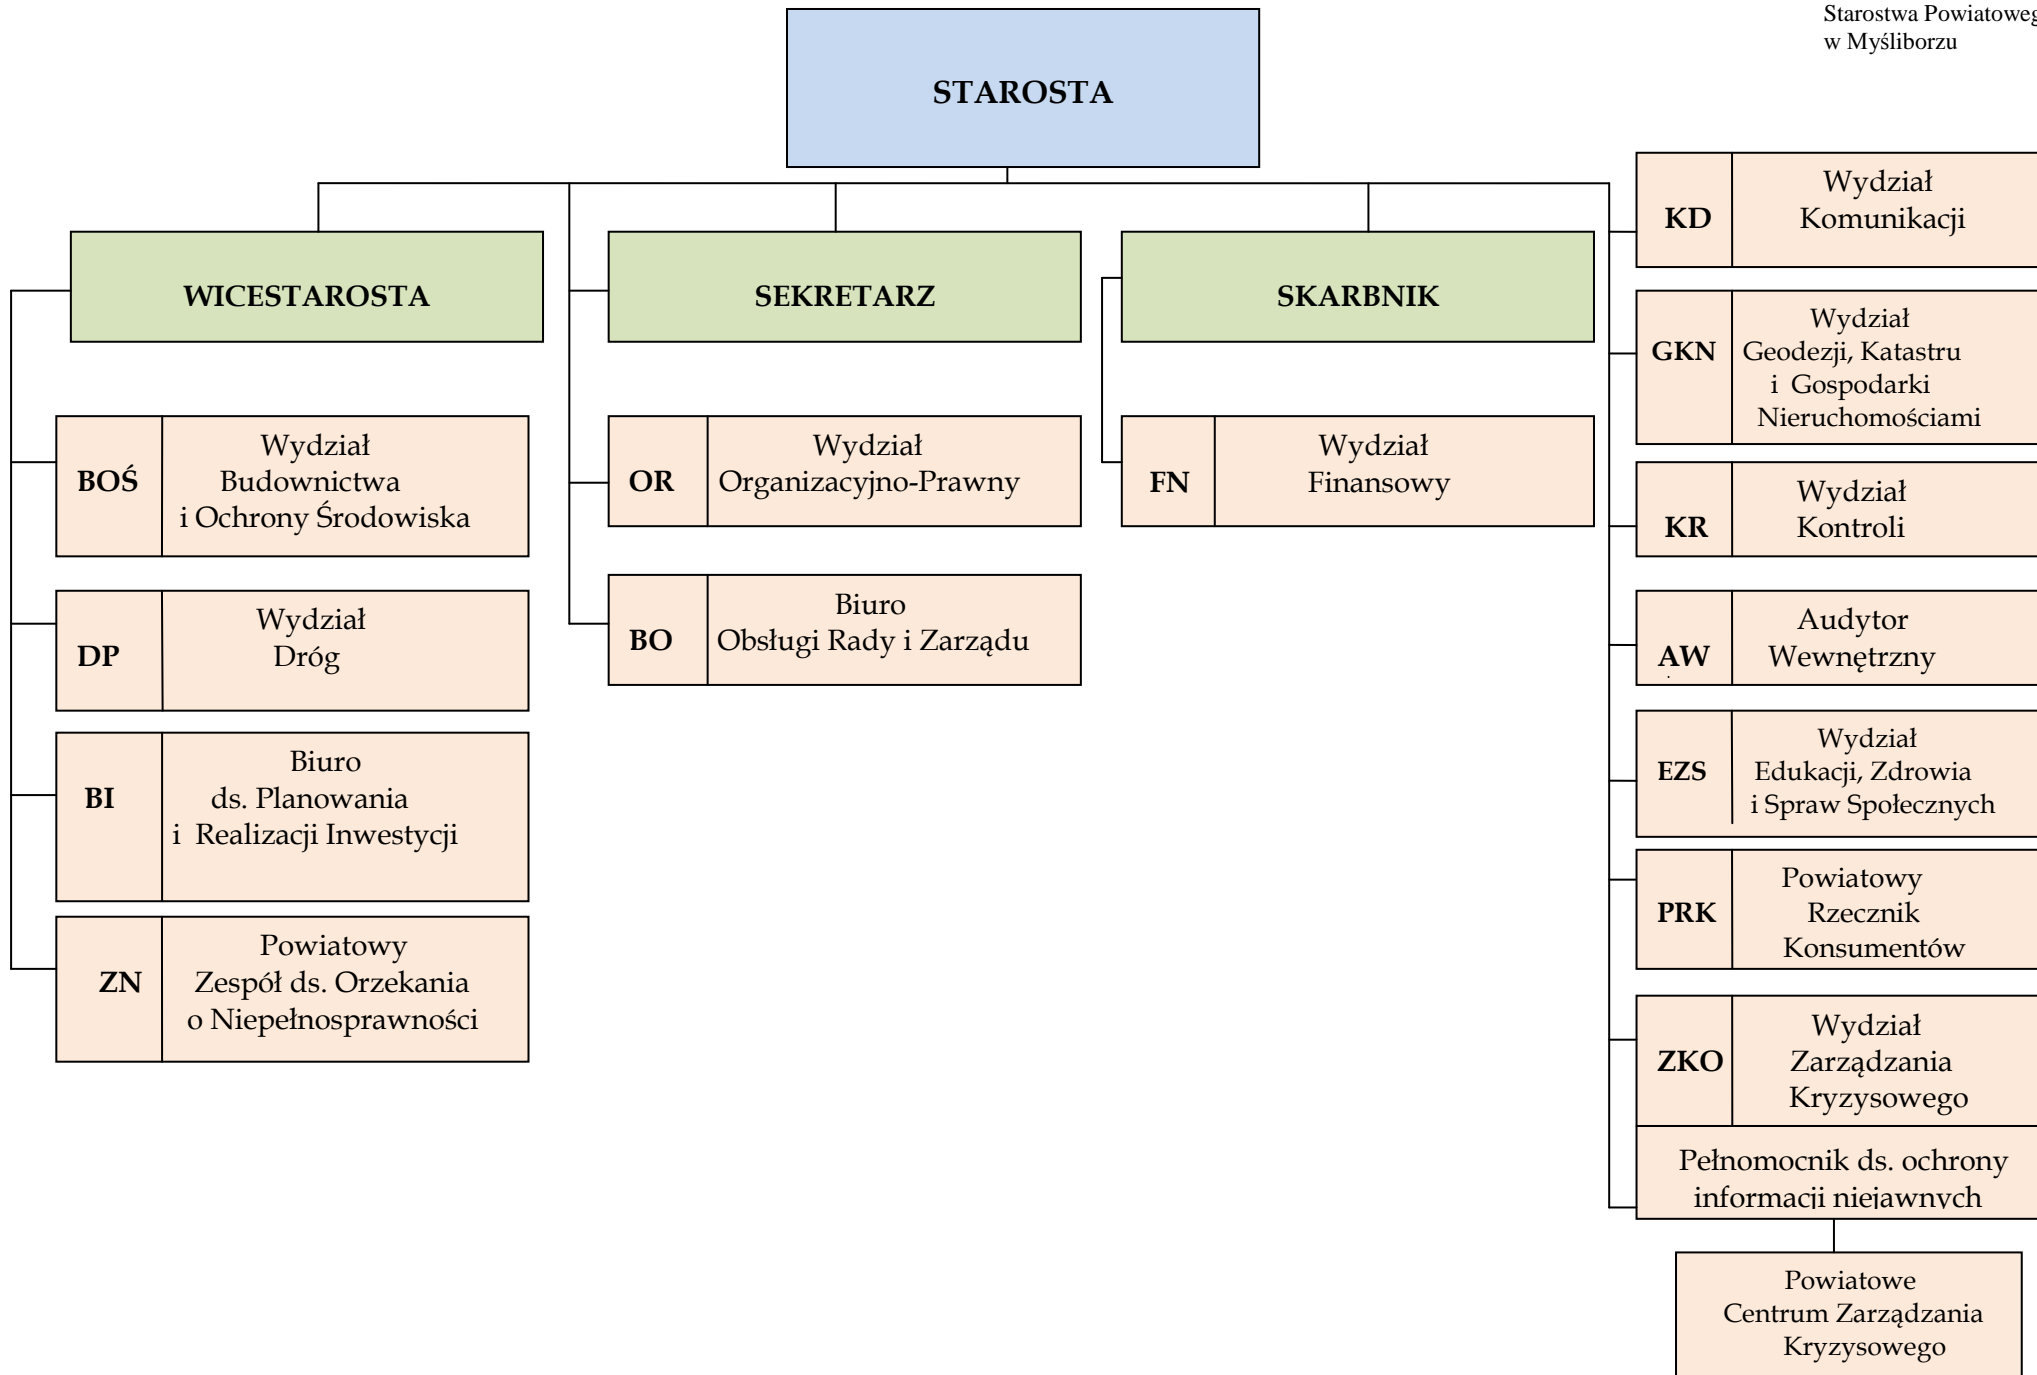 Starostwa Powiatoweg
w Myśliborzu
STAROSTA
WICESTAROSTA
BOŚ
Wydział
Budownictwa
i Ochrony Środowiska
DP
Wydział
Dróg
BI
Biuro
ds. Planowania
i Realizacji Inwestycji
ZN
Powiatowy
Zespół ds. Orzekania
o Niepełnosprawności
SEKRETARZ
OR
Wydział
Organizacyjno-Prawny
BO
Biuro
Obsługi Rady i Zarządu
SKARBNIK
FN
Wydział
Finansowy
KD
Wydział
Komunikacji
GKN
Wydział
Geodezji, Katastru
i Gospodarki
Nieruchomościami
KR
Wydział
Kontroli
AW
Audytor
Wewnętrzny
EZS
Wydział
Edukacji, Zdrowia
i Spraw Społecznych
PRK
Powiatowy
Rzecznik
Konsumentów
ZKO
Wydział
Zarządzania
Kryzysowego
Pełnomocnik ds. ochrony
informacji niejawnych
Powiatowe
Centrum Zarządzania
Kryzysowego